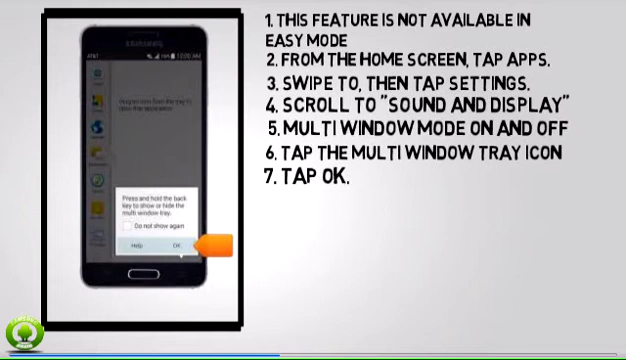 1. THIS FEATURE IS NOT AVAILABLE IN
EASY MODE
2. FROM THE HOME SCREEN, TAP APPS.
3. SWIPE TO, THEN TAP SETTINGS.
4. SCROLL TO "SOUND AND DISPLAY"
5. MULTI WINDOW MODE ON AND OFF
6. TAP THE MULTI WINDOW TRAY ICON
7. TAP OK.
SAMSUNG
AT&T
Press and hold the back
key to show or hide the
multi window tray.
Do not show again
Help OK